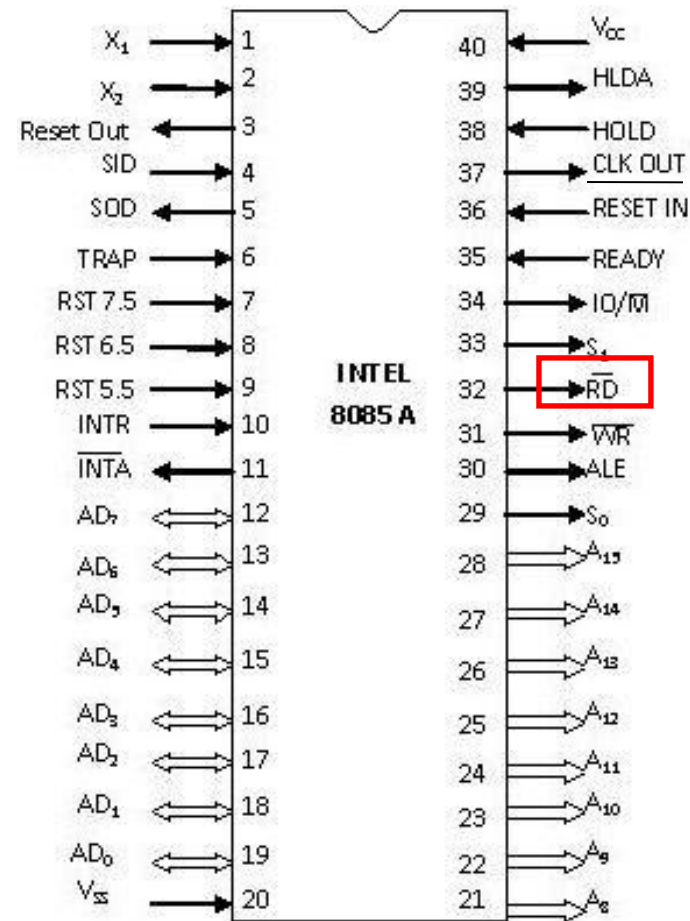 X₁ 1 40 Vcc
X₂ 2 39 HLDA
Reset Out 3 38 HOLD
SID 4 37 CLK OUT
SOD 5 36 RESET IN
TRAP 6 35 READY
RST 7.5 7 34 IO/M̅
RST 6.5 8 33 S₁
RST 5.5 9 INTEL 32 R̅D̅
INTR 10 8085 A 31 W̅R̅
I̅N̅T̅A̅ 11 30 ALE
AD₇ 12 29 S₀
AD₆ 13 28 A₁₅
AD₅ 14 27 A₁₄
AD₄ 15 26 A₁₃
AD₃ 16 25 A₁₂
AD₂ 17 24 A₁₁
AD₁ 18 23 A₁₀
AD₀ 19 22 A₉
Vss 20 21 A₈